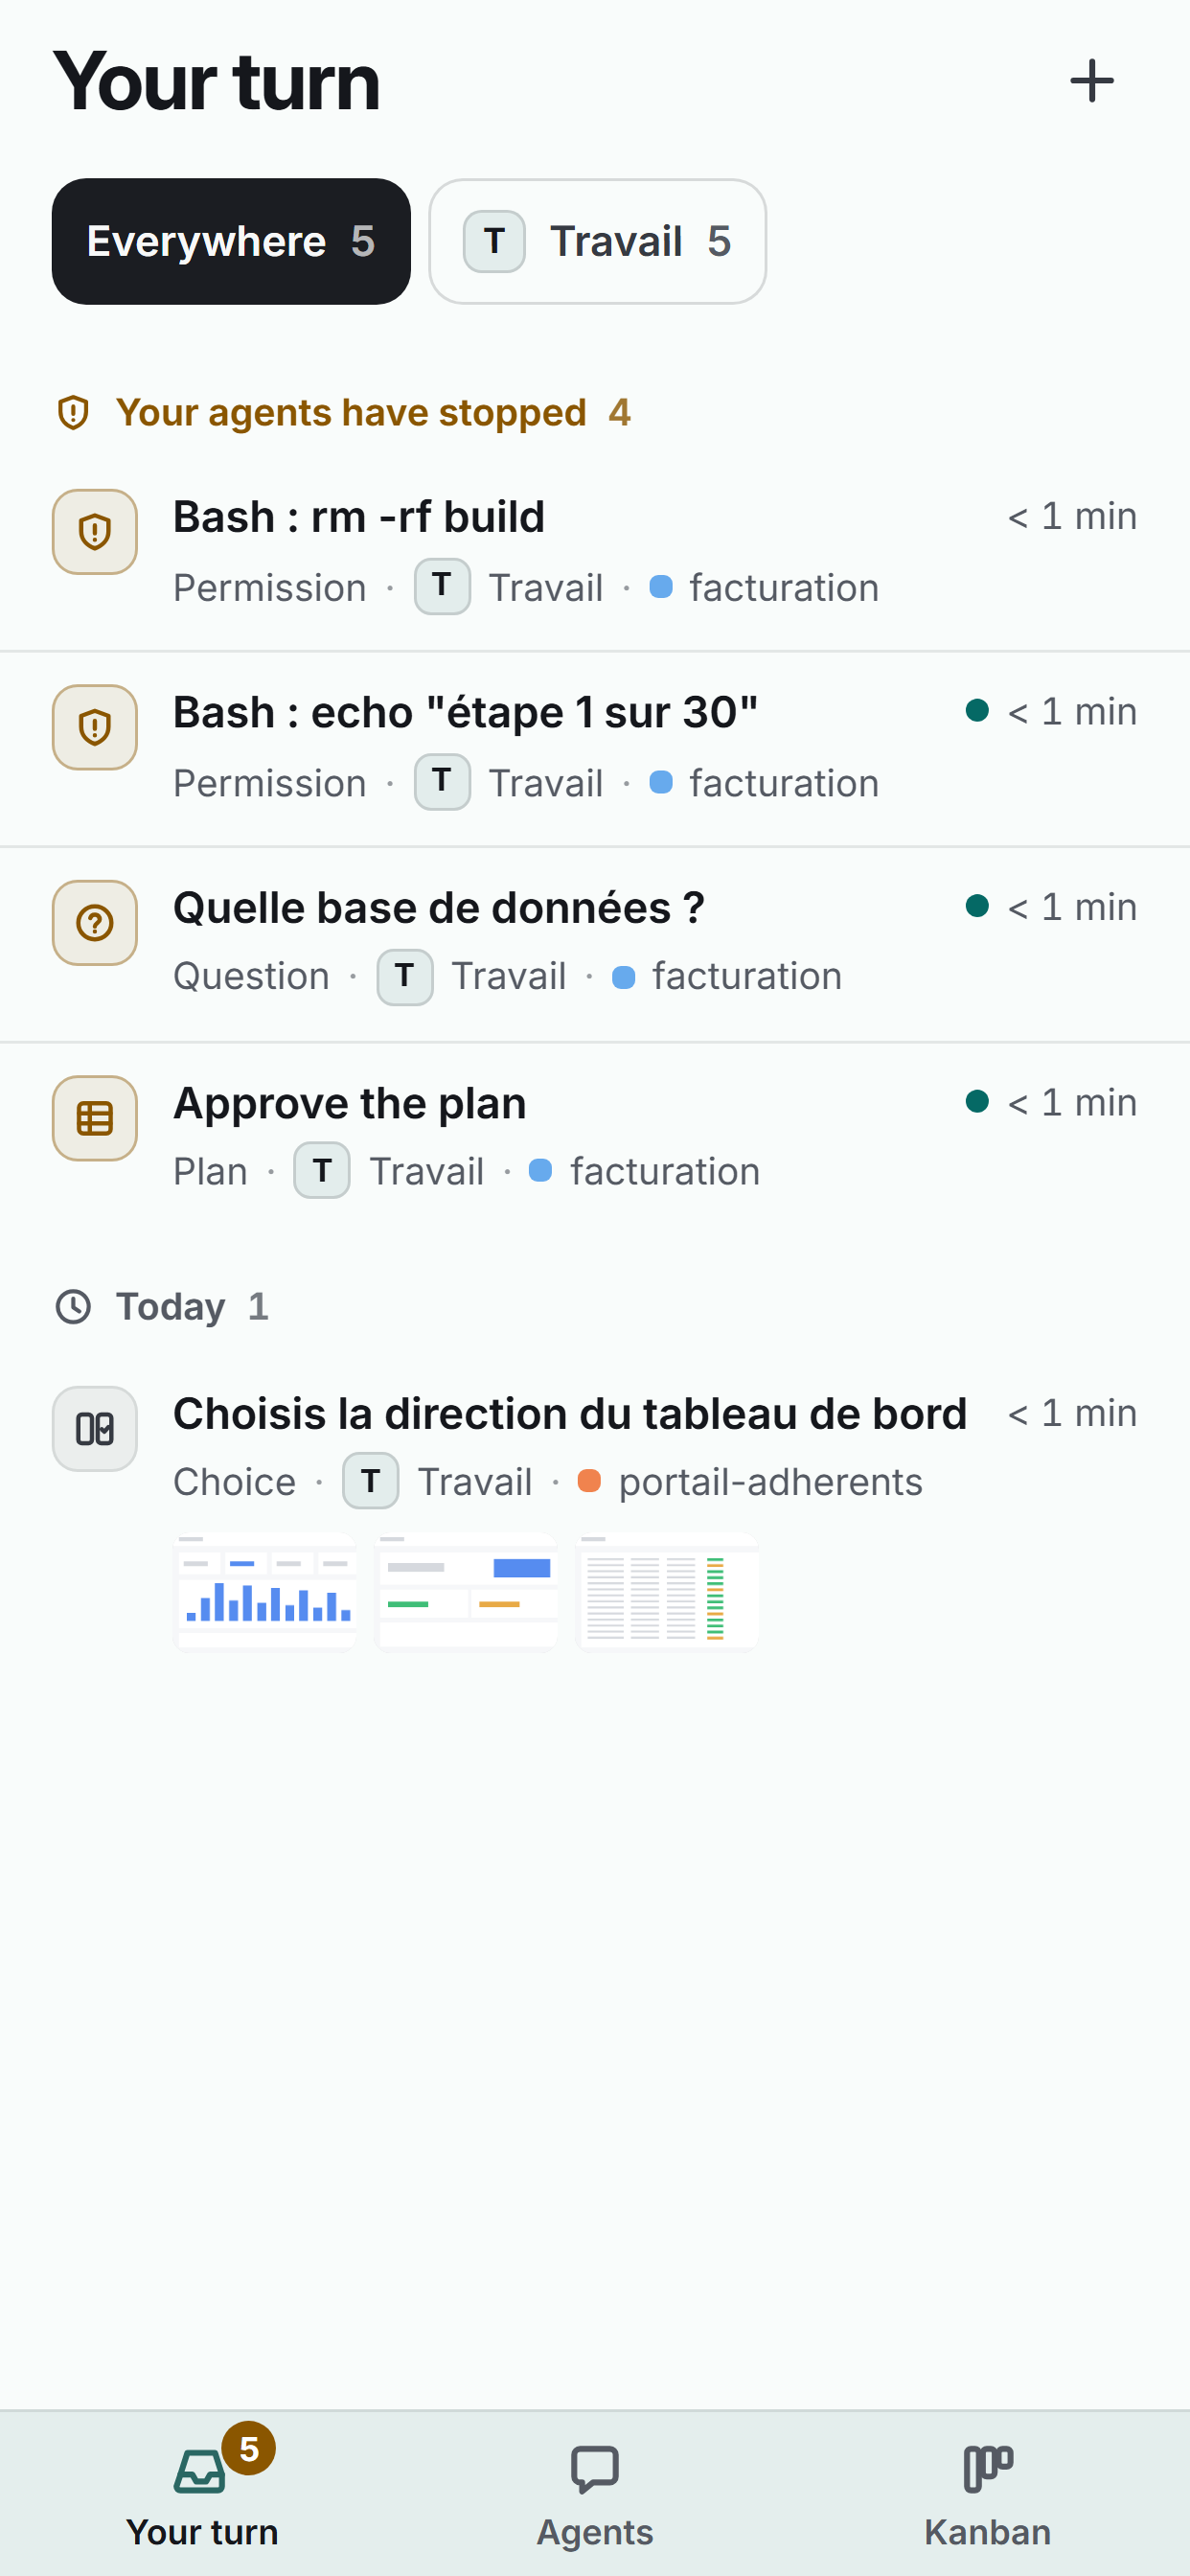 Your turn
Everywhere 5
T Travail 5
Your agents have stopped 4
Bash : rm -rf build < 1 min
Permission · T Travail · facturation
Bash : echo "étape 1 sur 30" < 1 min
Permission · T Travail · facturation
Quelle base de données ? < 1 min
Question · T Travail · facturation
Approve the plan < 1 min
Plan · T Travail · facturation
Today 1
Choisis la direction du tableau de bord < 1 min
Choice · T Travail · portail-adherents
5
Your turn
Agents
Kanban